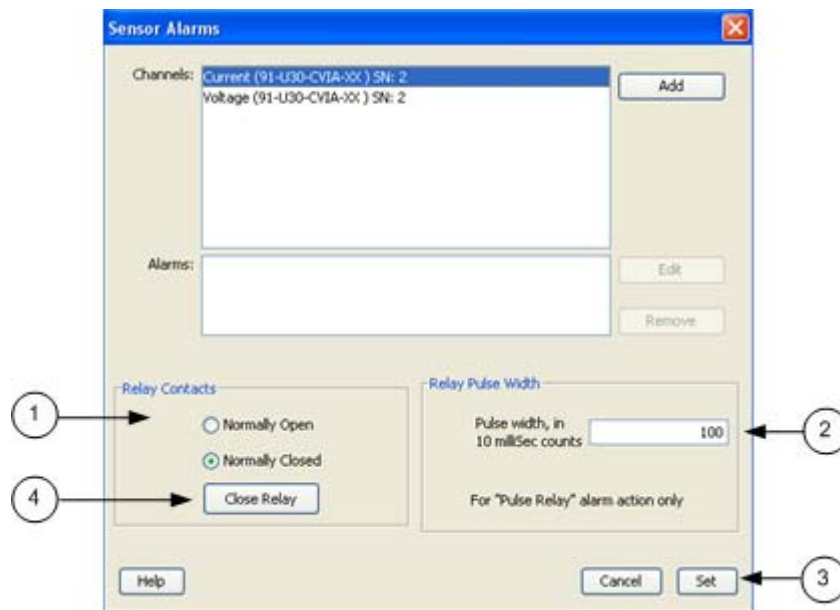 Sensor Alarms
Channels:
Current (91-U30-CVIA-XX ) SN: 2
Voltage (91-U30-CVIA-XX ) SN: 2
Add
Alarms:
Edit
Remove
Relay Contacts
Normally Open
Normally Closed
Close Relay
Relay Pulse Width
Pulse width, in
10 milliSec counts
100
For "Pulse Relay" alarm action only
Help
Cancel
Set
1
2
3
4